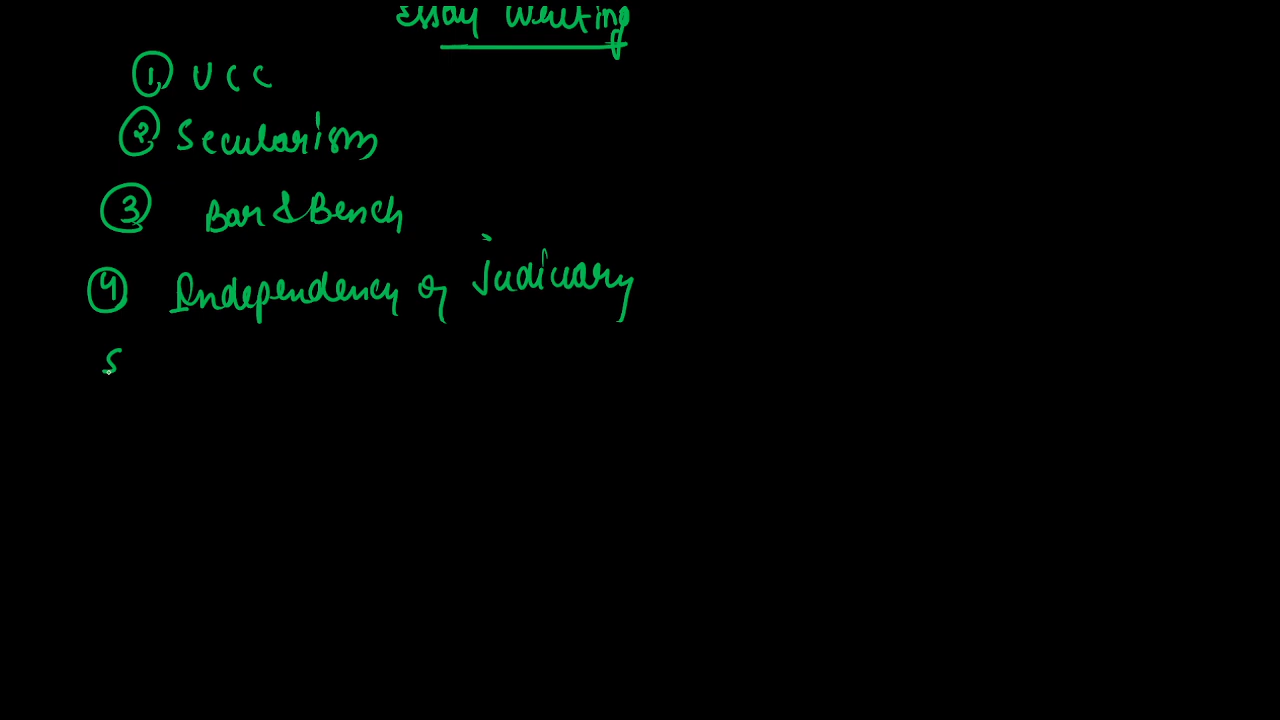 Essay Writing
1. UCC
2. Secularism
3 Bar & Bench
4 Independency of Judiciary
5